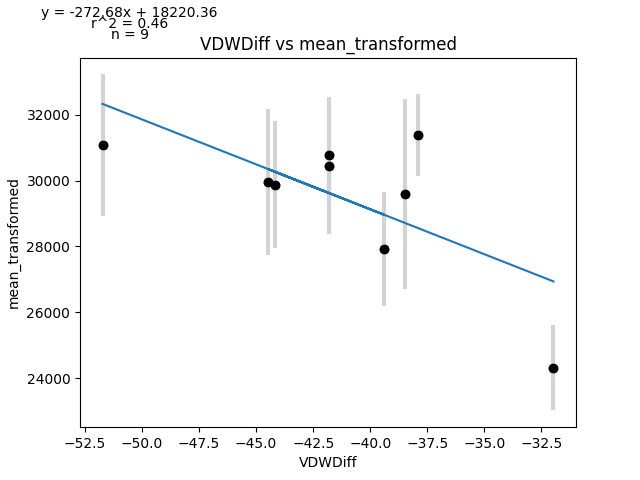 y = -272.68x + 18220.36
r^2 = 0.46
n = 9
VDWDiff vs mean_transformed
mean_transformed
32000
30000
28000
26000
24000
−52.5 −50.0 −47.5 −45.0 −42.5 −40.0 −37.5 −35.0 −32.5
VDWDiff